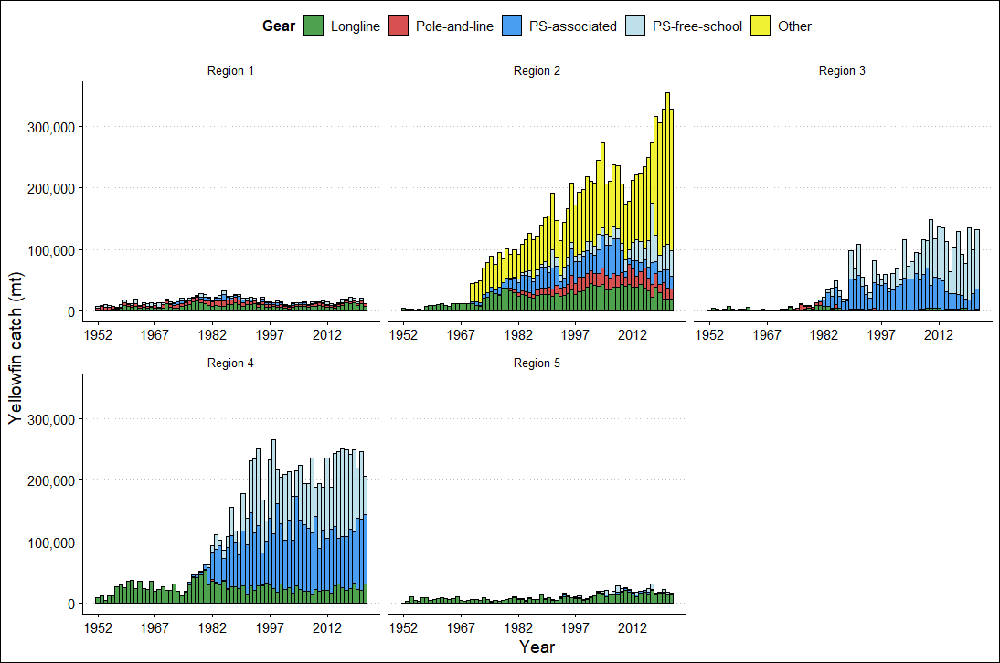 Gear Longline Pole-and-line PS-associated PS-free-school Other
Region 1 Region 2 Region 3
300,000
200,000
100,000
0
1952 1967 1982 1997 2012 1952 1967 1982 1997 2012 1952 1967 1982 1997 2012
Region 4 Region 5
300,000
200,000
100,000
0
1952 1967 1982 1997 2012 1952 1967 1982 1997 2012
Yellowfin catch (mt)
Year